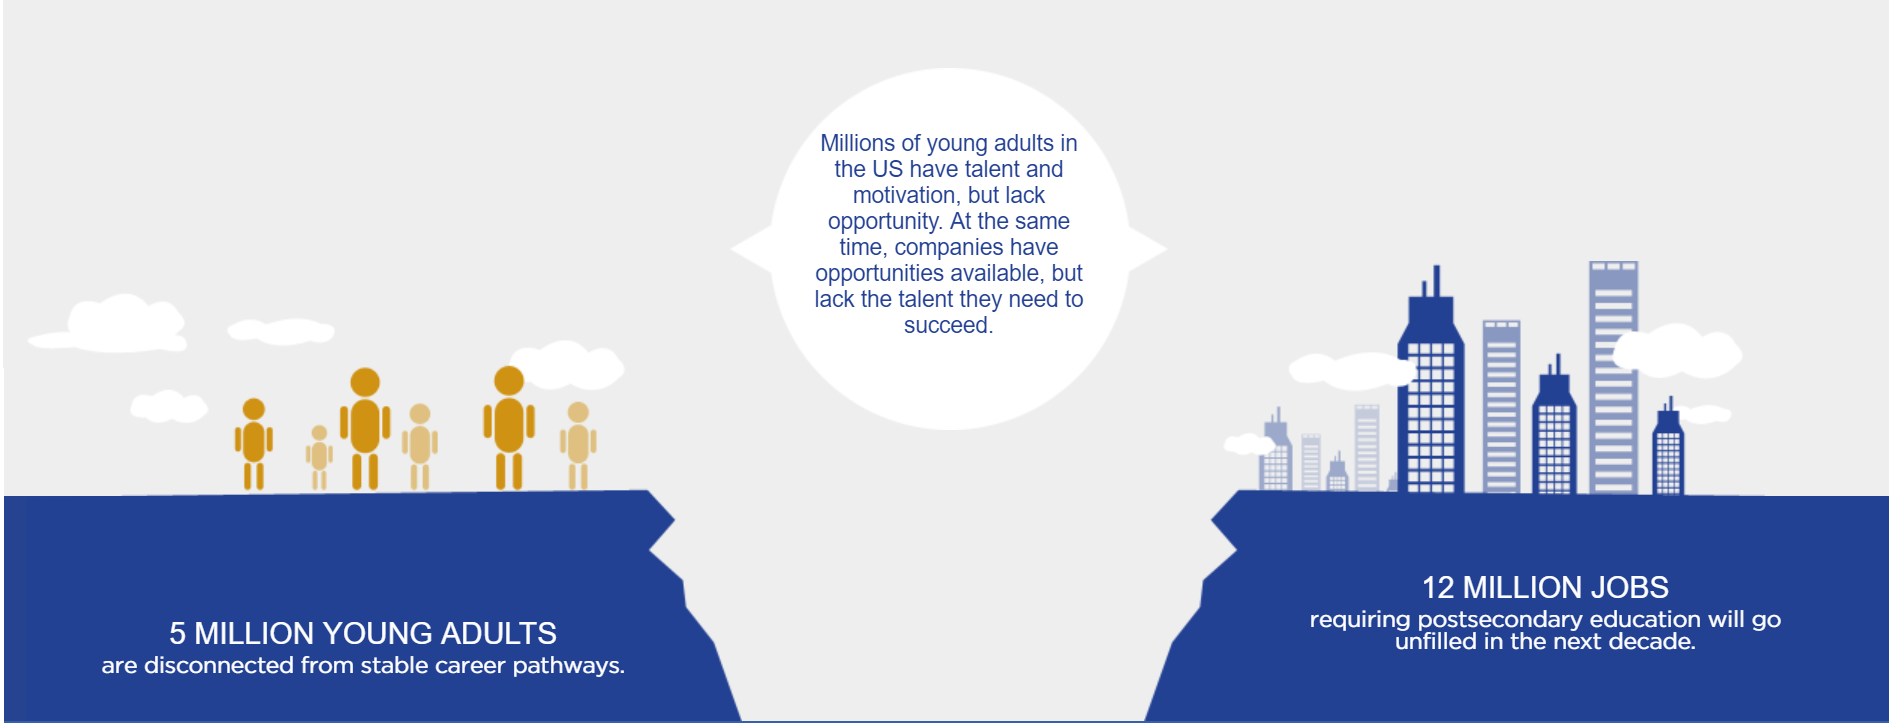 Millions of young adults in
the US have talent and
motivation, but lack
opportunity. At the same
time, companies have
opportunities available, but
lack the talent they need to
succeed.
5 MILLION YOUNG ADULTS
are disconnected from stable career pathways.
12 MILLION JOBS
requiring postsecondary education will go
unfilled in the next decade.